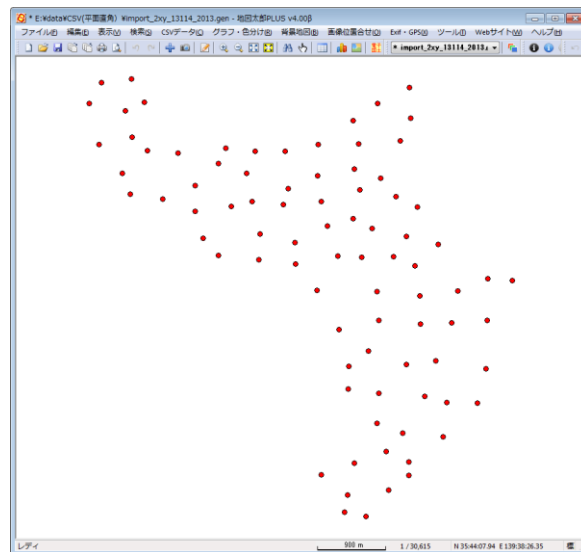 * E:¥data¥CSV(平面直角) ¥import_2xy_13114_2013.gen - 地図太郎PLUS v4.00β
ファイル(F) 編集(E) 表示(V) 検索(S) CSVデータ(C) グラフ・色分け(B) 背景地図(B) 画像位置合せ(O) Exif・GPS(X) ツール(T) Webサイト(W) ヘルプ(H)
* import_2xy_13114_2013.
レディ 900 m 1 / 30,615 N 35:44:07.94 E 139:38:26.35